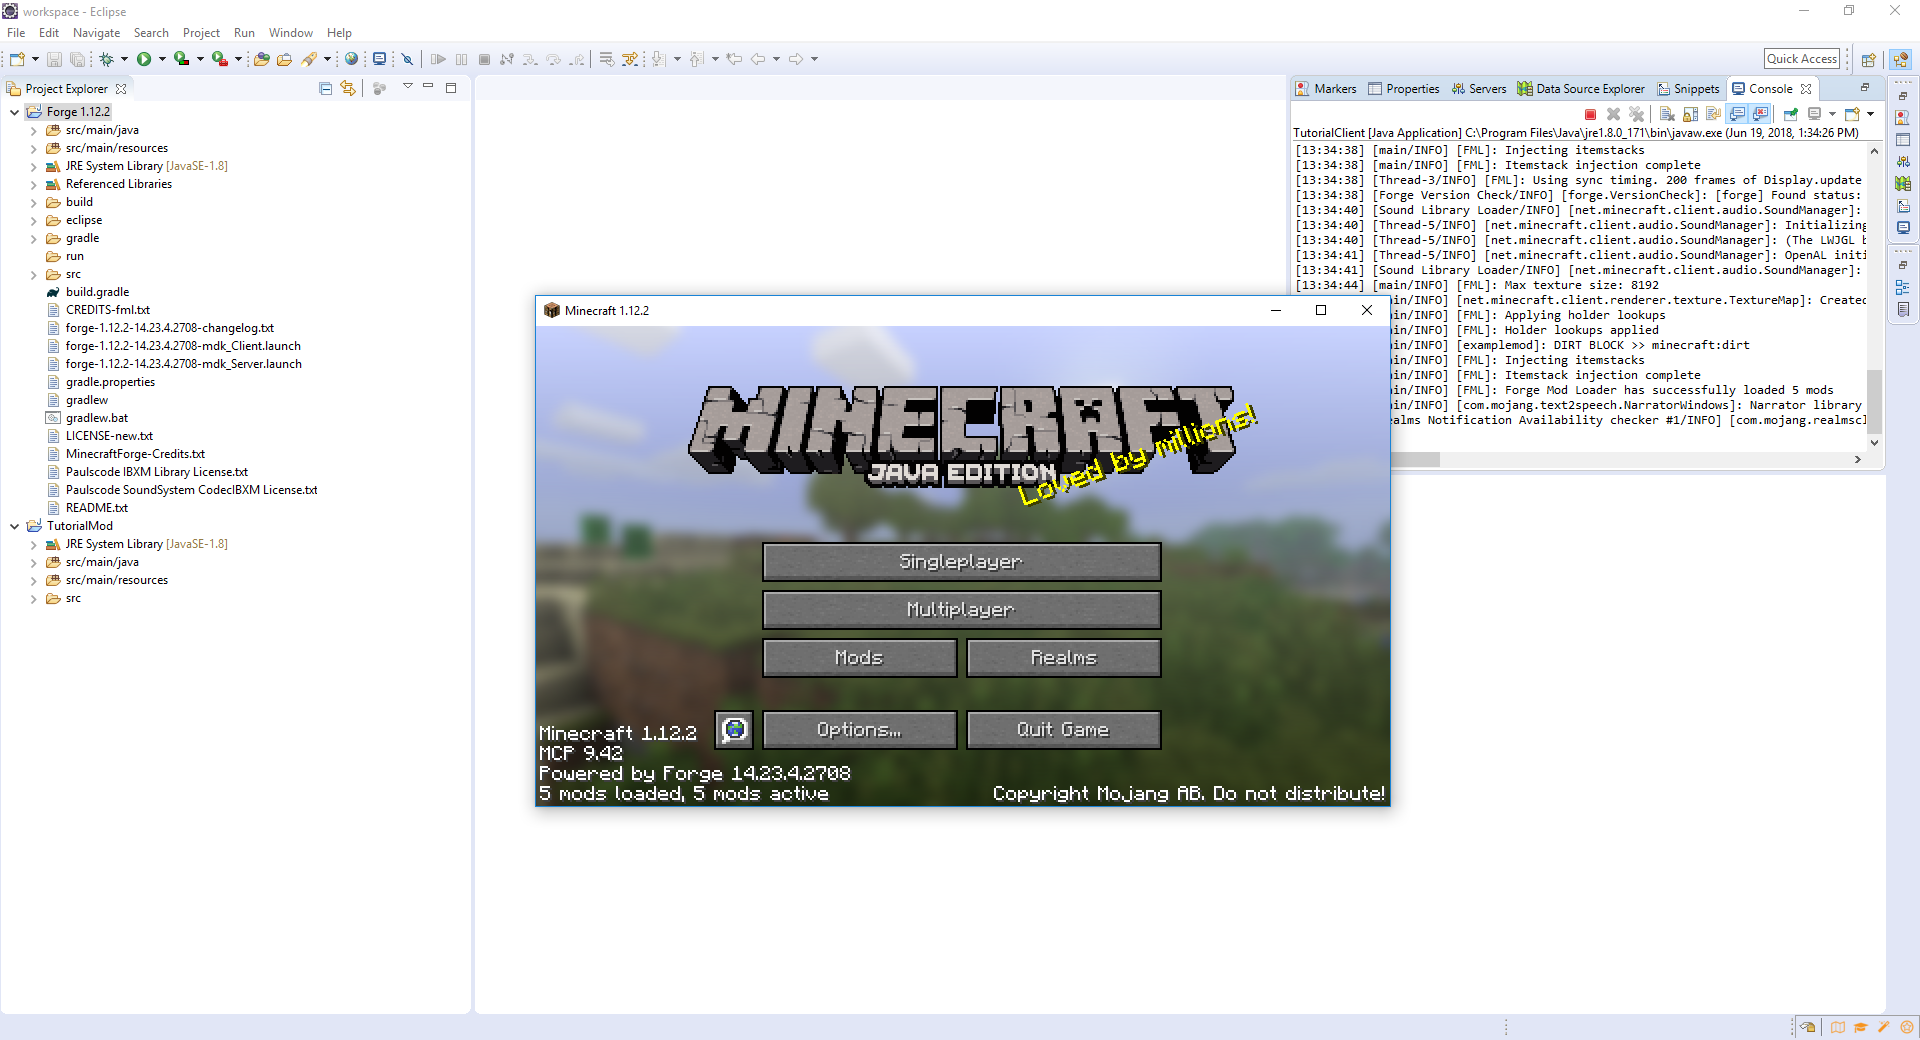 workspace - Eclipse
File Edit Navigate Search Project Run Window Help
Quick Access
Project Explorer
Forge 1.12.2
src/main/java
src/main/resources
JRE System Library [JavaSE-1.8]
Referenced Libraries
build
eclipse
gradle
run
src
build.gradle
CREDITS-fml.txt
forge-1.12.2-14.23.4.2708-changelog.txt
forge-1.12.2-14.23.4.2708-mdk_Client.launch
forge-1.12.2-14.23.4.2708-mdk_Server.launch
gradle.properties
gradlew
gradlew.bat
LICENSE-new.txt
MinecraftForge-Credits.txt
Paulscode IBXM Library License.txt
Paulscode SoundSystem CodecIBXM License.txt
README.txt
TutorialMod
JRE System Library [JavaSE-1.8]
src/main/java
src/main/resources
src
Markers Properties Servers Data Source Explorer Snippets Console
TutorialClient [Java Application] C:\Program Files\Java\jre1.8.0_171\bin\javaw.exe (Jun 19, 2018, 1:34:26 PM)
[13:34:38] [main/INFO] [FML]: Injecting itemstacks
[13:34:38] [main/INFO] [FML]: Itemstack injection complete
[13:34:38] [Thread-3/INFO] [FML]: Using sync timing. 200 frames of Display.update
[13:34:38] [Forge Version Check/INFO] [forge.VersionCheck]: [forge] Found status:
[13:34:40] [Sound Library Loader/INFO] [net.minecraft.client.audio.SoundManager]:
[13:34:40] [Thread-5/INFO] [net.minecraft.client.audio.SoundManager]: Initializing
[13:34:40] [Thread-5/INFO] [net.minecraft.client.audio.SoundManager]: (The LWJGL b
[13:34:41] [Thread-5/INFO] [net.minecraft.client.audio.SoundManager]: OpenAL initi
[13:34:41] [Sound Library Loader/INFO] [net.minecraft.client.audio.SoundManager]:
[13:34:44] [main/INFO] [FML]: Max texture size: 8192
in/INFO] [net.minecraft.client.renderer.texture.TextureMap]: Created
in/INFO] [FML]: Applying holder lookups
in/INFO] [FML]: Holder lookups applied
in/INFO] [examplemod]: DIRT BLOCK >> minecraft:dirt
in/INFO] [FML]: Injecting itemstacks
in/INFO] [FML]: Itemstack injection complete
in/INFO] [FML]: Forge Mod Loader has successfully loaded 5 mods
in/INFO] [com.mojang.text2speech.NarratorWindows]: Narrator library
ealms Notification Availability checker #1/INFO] [com.mojang.realmscl
Minecraft 1.12.2
MINECRAFT
JAVA EDITION
Loved by millions!
Singleplayer
Multiplayer
Mods Realms
Options... Quit Game
Minecraft 1.12.2
MCP 9.42
Powered by Forge 14.23.4.2708
5 mods loaded, 5 mods active
Copyright Mojang AB. Do not distribute!